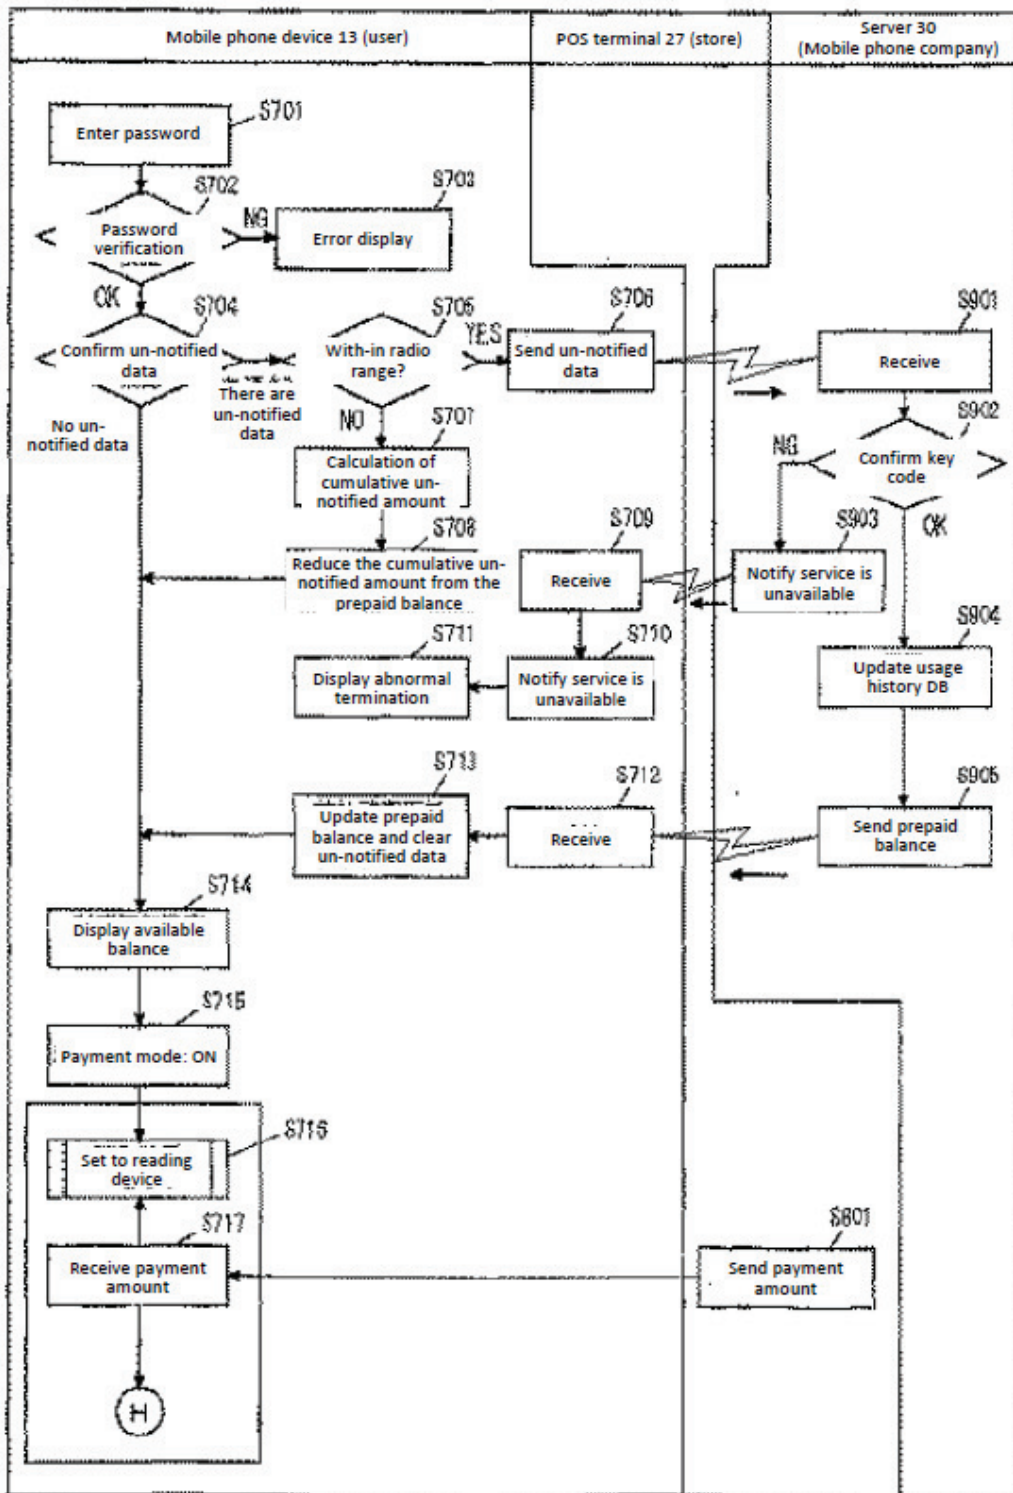 Mobile phone device 13 (user)
POS terminal 27 (store)
Server 30
(Mobile phone company)
S701
Enter password
S702
Password
verification
NG
S703
Error display
OK
S704
Confirm un-notified
data
There are
un-notified
data
No un-
notified data
S705
With-in radio
range?
YES
NO
S706
Send un-notified
data
S901
Receive
S902
Confirm key
code
NG
OK
S707
Calculation of
cumulative un-
notified amount
S708
Reduce the cumulative un-
notified amount from the
prepaid balance
S709
Receive
S903
Notify service is
unavailable
S904
Update usage
history DB
S711
Display abnormal
termination
S710
Notify service is
unavailable
S713
Update prepaid
balance and clear
un-notified data
S712
Receive
S905
Send prepaid
balance
S714
Display available
balance
S715
Payment mode: ON
S716
Set to reading
device
S717
Receive payment
amount
S801
Send payment
amount
H